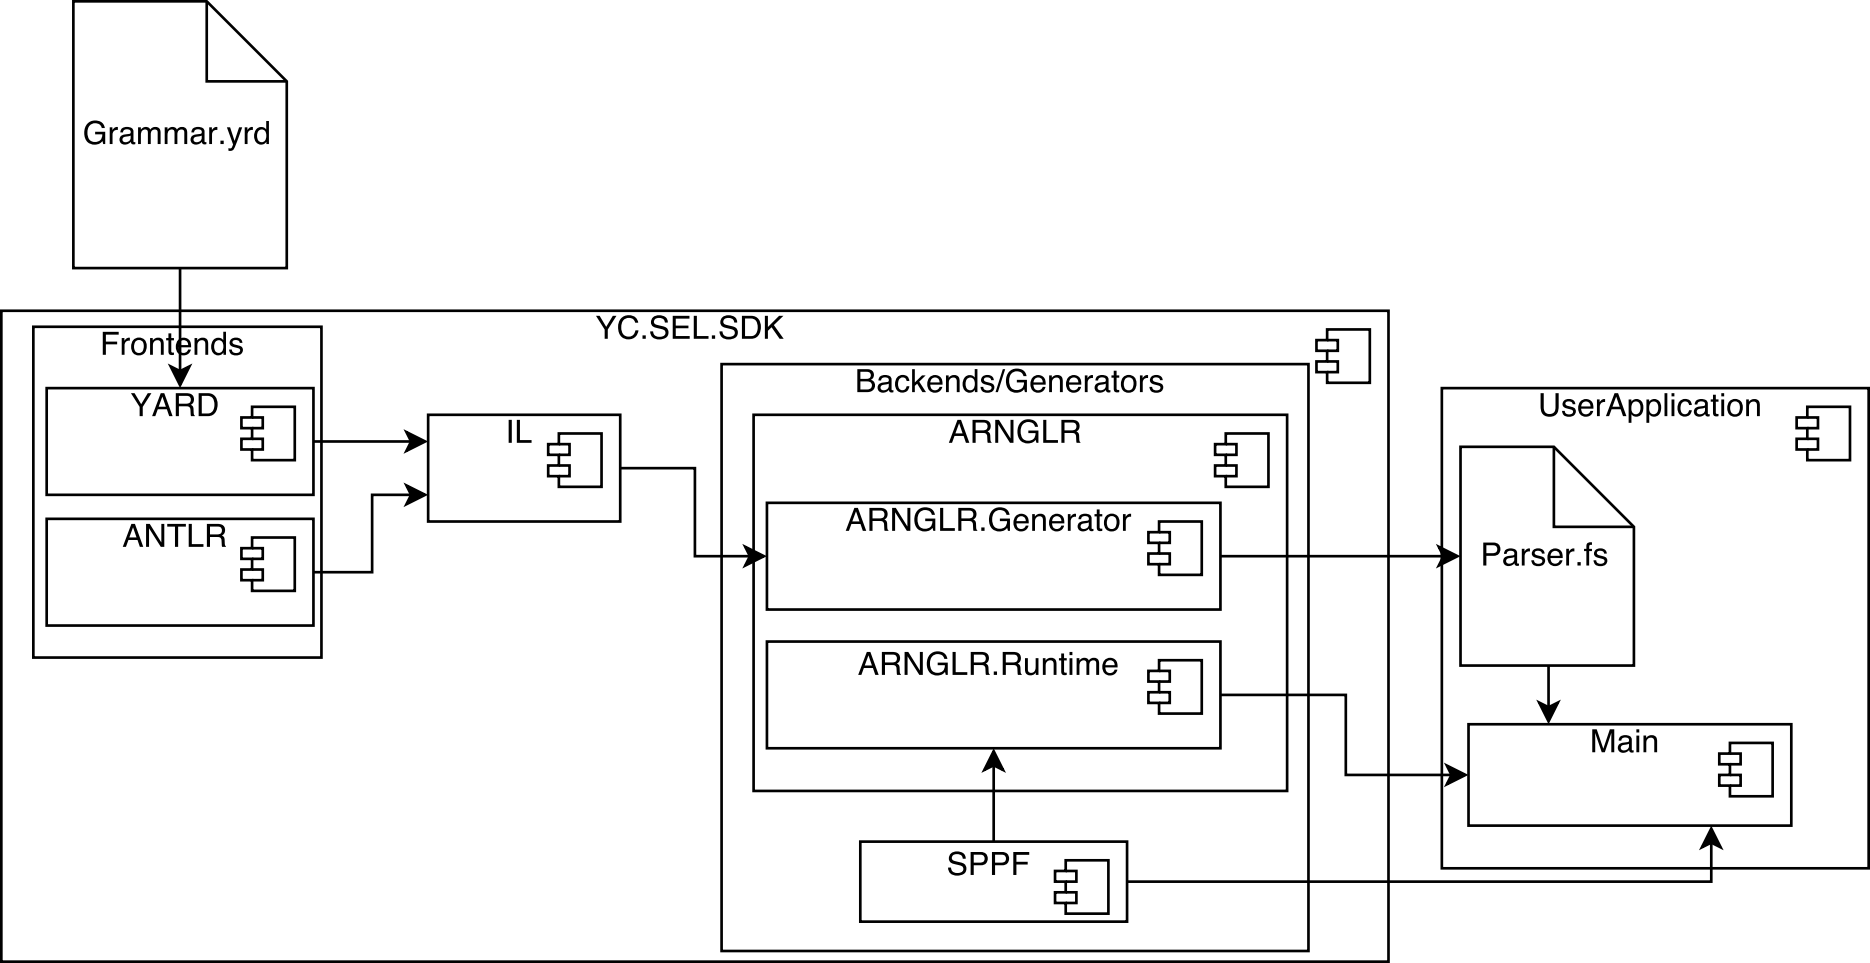 Grammar.yrd
YC.SEL.SDK
Frontends
YARD
ANTLR
IL
Backends/Generators
ARNGLR
ARNGLR.Generator
ARNGLR.Runtime
SPPF
UserApplication
Parser.fs
Main